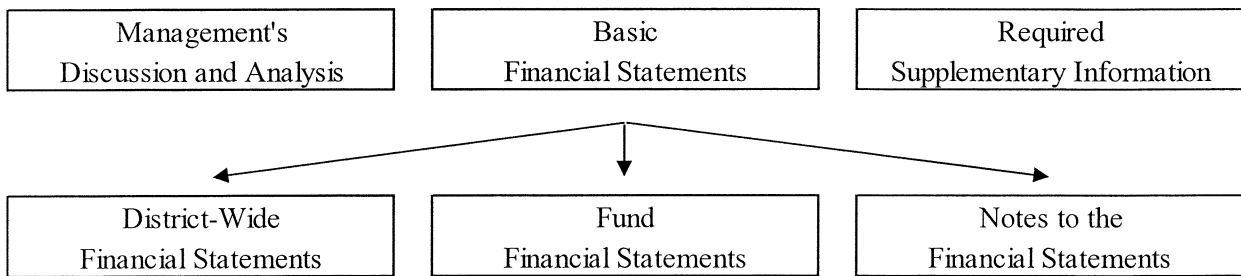 Management's
Discussion and Analysis
Basic
Financial Statements
Required
Supplementary Information
District-Wide
Financial Statements
Fund
Financial Statements
Notes to the
Financial Statements